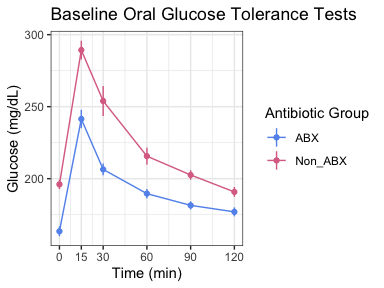 Baseline Oral Glucose Tolerance Tests
300
250
200
Glucose (mg/dL)
0 15 30 60 90 120
Time (min)
Antibiotic Group
ABX
Non_ABX